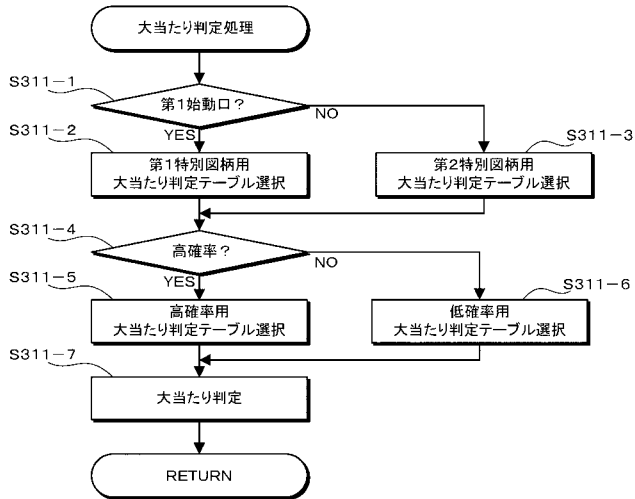 大当たり判定処理
S311-1
第1始動口?
NO
YES
S311-2
第1特別図柄用
大当たり判定テーブル選択
S311-3
第2特別図柄用
大当たり判定テーブル選択
S311-4
高確率?
NO
YES
S311-5
高確率用
大当たり判定テーブル選択
S311-6
低確率用
大当たり判定テーブル選択
S311-7
大当たり判定
RETURN